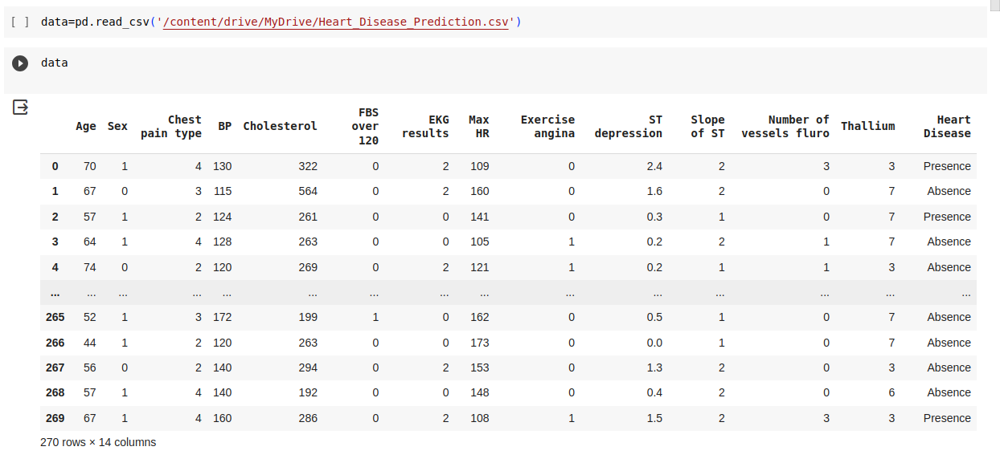 [ ] data=pd.read_csv('/content/drive/MyDrive/Heart_Disease_Prediction.csv')
data
Age Sex Chest pain type BP Cholesterol FBS over 120 EKG results Max HR Exercise angina ST depression Slope of ST Number of vessels fluro Thallium Heart Disease
0 70 1 4 130 322 0 2 109 0 2.4 2 3 3 Presence
1 67 0 3 115 564 0 2 160 0 1.6 2 0 7 Absence
2 57 1 2 124 261 0 0 141 0 0.3 1 0 7 Presence
3 64 1 4 128 263 0 0 105 1 0.2 2 1 7 Absence
4 74 0 2 120 269 0 2 121 1 0.2 1 1 3 Absence
... ... ... ... ... ... ... ... ... ... ... ... ... ... ...
265 52 1 3 172 199 1 0 162 0 0.5 1 0 7 Absence
266 44 1 2 120 263 0 0 173 0 0.0 1 0 7 Absence
267 56 0 2 140 294 0 2 153 0 1.3 2 0 3 Absence
268 57 1 4 140 192 0 0 148 0 0.4 2 0 6 Absence
269 67 1 4 160 286 0 2 108 1 1.5 2 3 3 Presence
270 rows × 14 columns